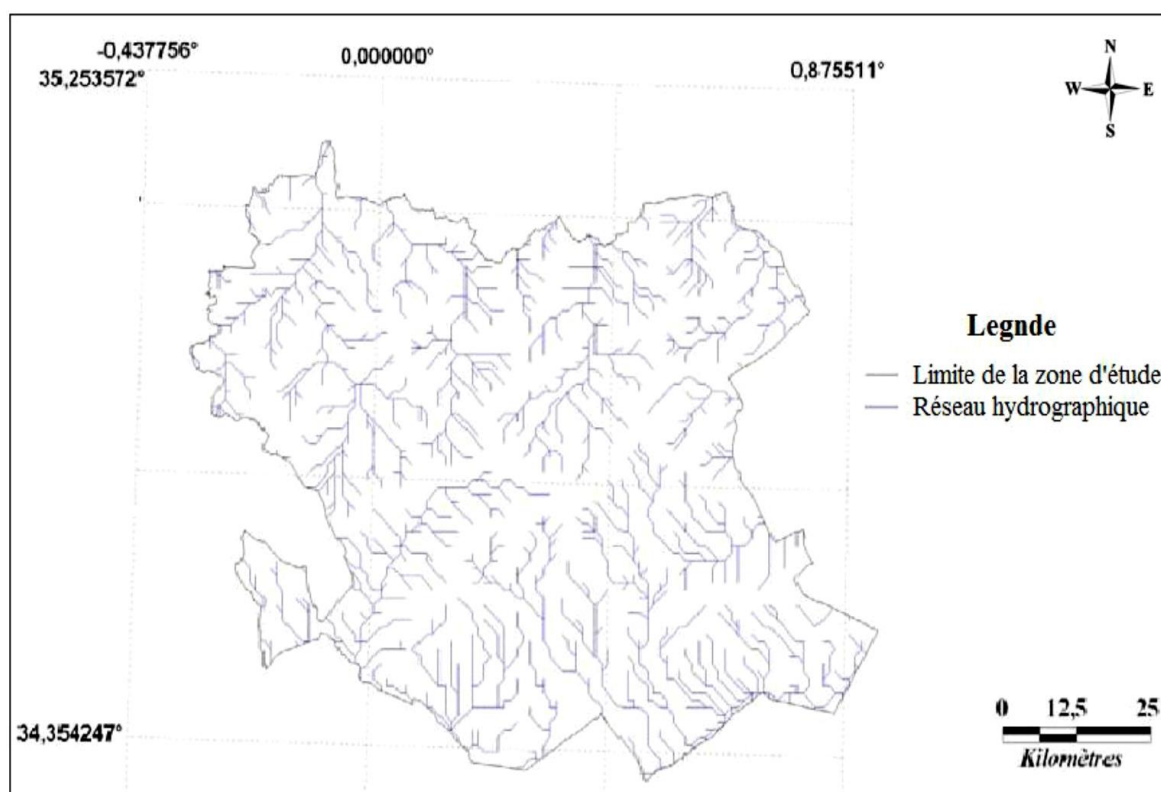 -0,437756°
0,000000°
0,875511°
35,253572°
N
W E
S
Legnde
Limite de la zone d'étude
Réseau hydrographique
34,354247°
0 12,5 25
Kilomètres